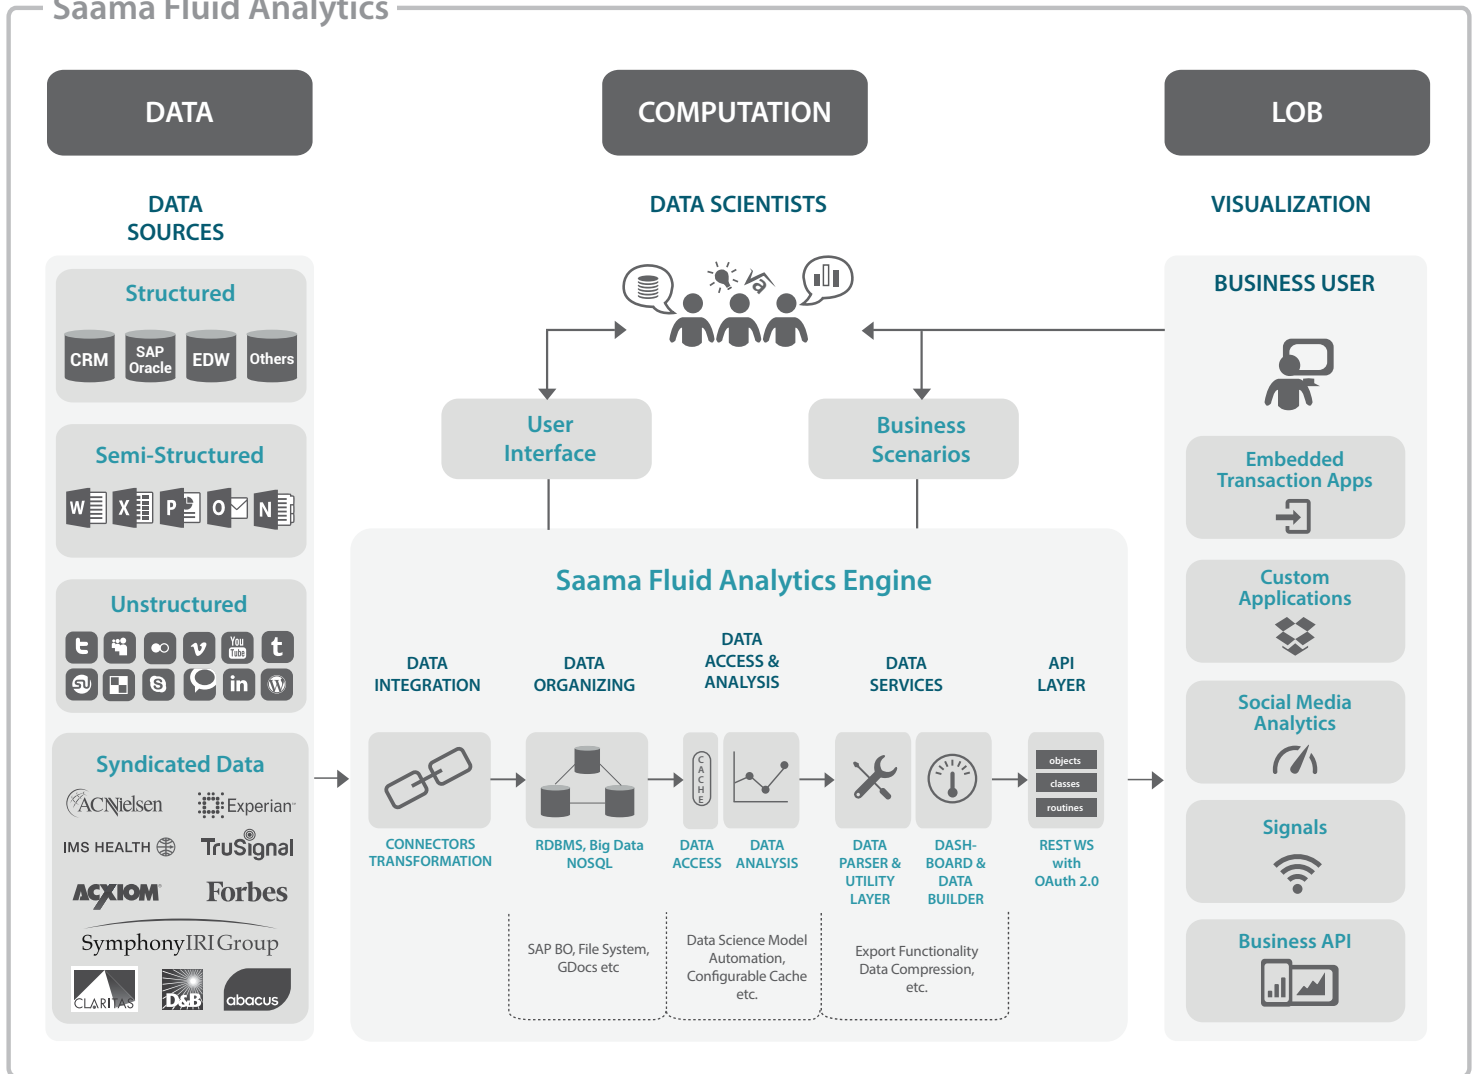 Saama Fluid Analytics
DATA
COMPUTATION
LOB
DATA
SOURCES
DATA SCIENTISTS
VISUALIZATION
Structured
CRM
SAP
Oracle
EDW
Others
Semi-Structured
W
X
P
O
N
Unstructured
t
v
You
Tube
t
S
in
W
Syndicated Data
ACNielsen
Experian
IMS HEALTH
TruSignal
ACXIOM
Forbes
SymphonyIRIGroup
CLARITAS
D&B
abacus
√a
User
Interface
Business
Scenarios
Saama Fluid Analytics Engine
DATA
INTEGRATION
DATA
ORGANIZING
DATA
ACCESS &
ANALYSIS
DATA
SERVICES
API
LAYER
CACHE
objects
classes
routines
CONNECTORS
TRANSFORMATION
RDBMS, Big Data
NOSQL
DATA
ACCESS
DATA
ANALYSIS
DATA
PARSER &
UTILITY
LAYER
DASH-
BOARD &
DATA
BUILDER
REST WS
with
OAuth 2.0
SAP BO, File System,
GDocs etc
Data Science Model
Automation,
Configurable Cache
etc.
Export Functionality
Data Compression,
etc.
BUSINESS USER
Embedded
Transaction Apps
Custom
Applications
Social Media
Analytics
Signals
Business API